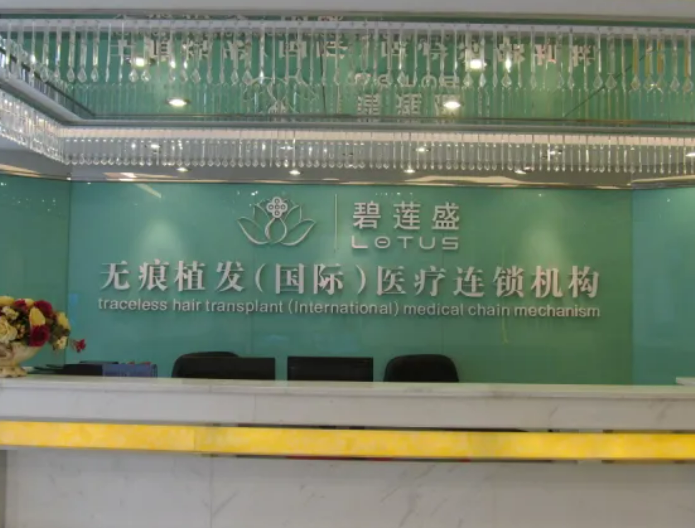 碧莲盛
LOTUS
无痕植发(国际)医疗连锁机构
traceless hair transplant (International) medical chain mechanism